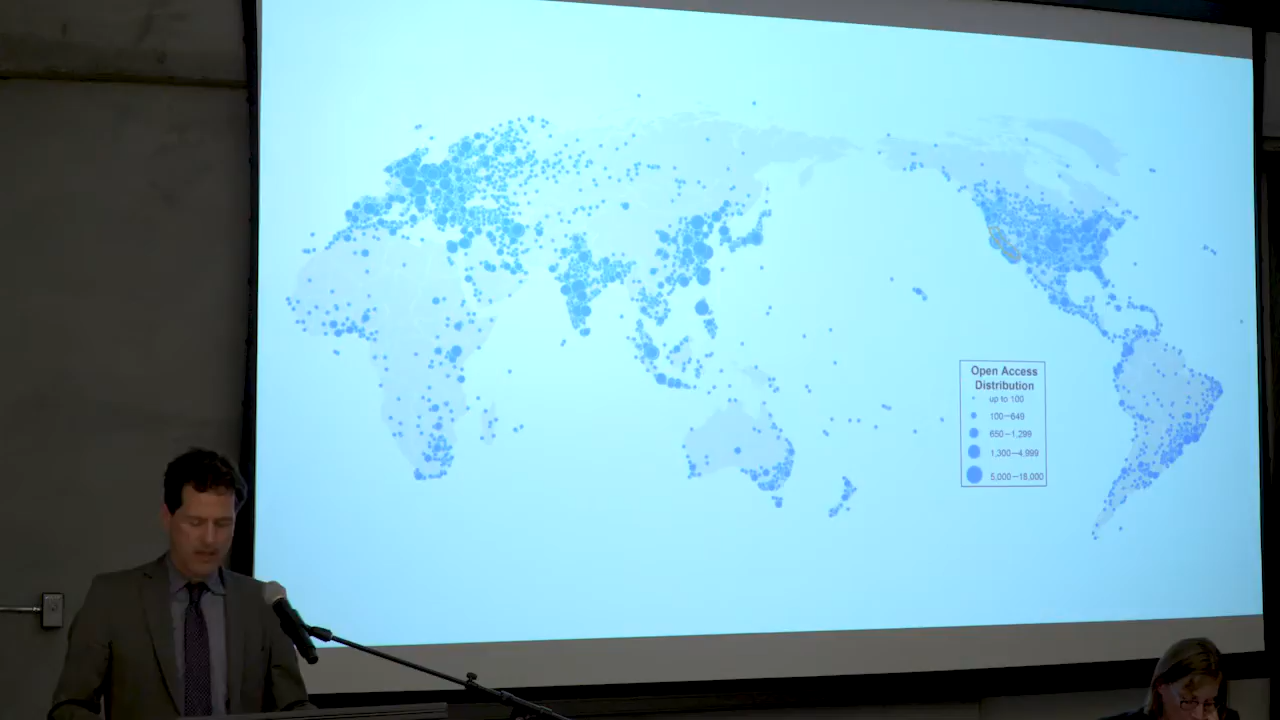 Open Access
Distribution
up to 100
100—649
650—1,299
1,300—4,999
5,000—18,000